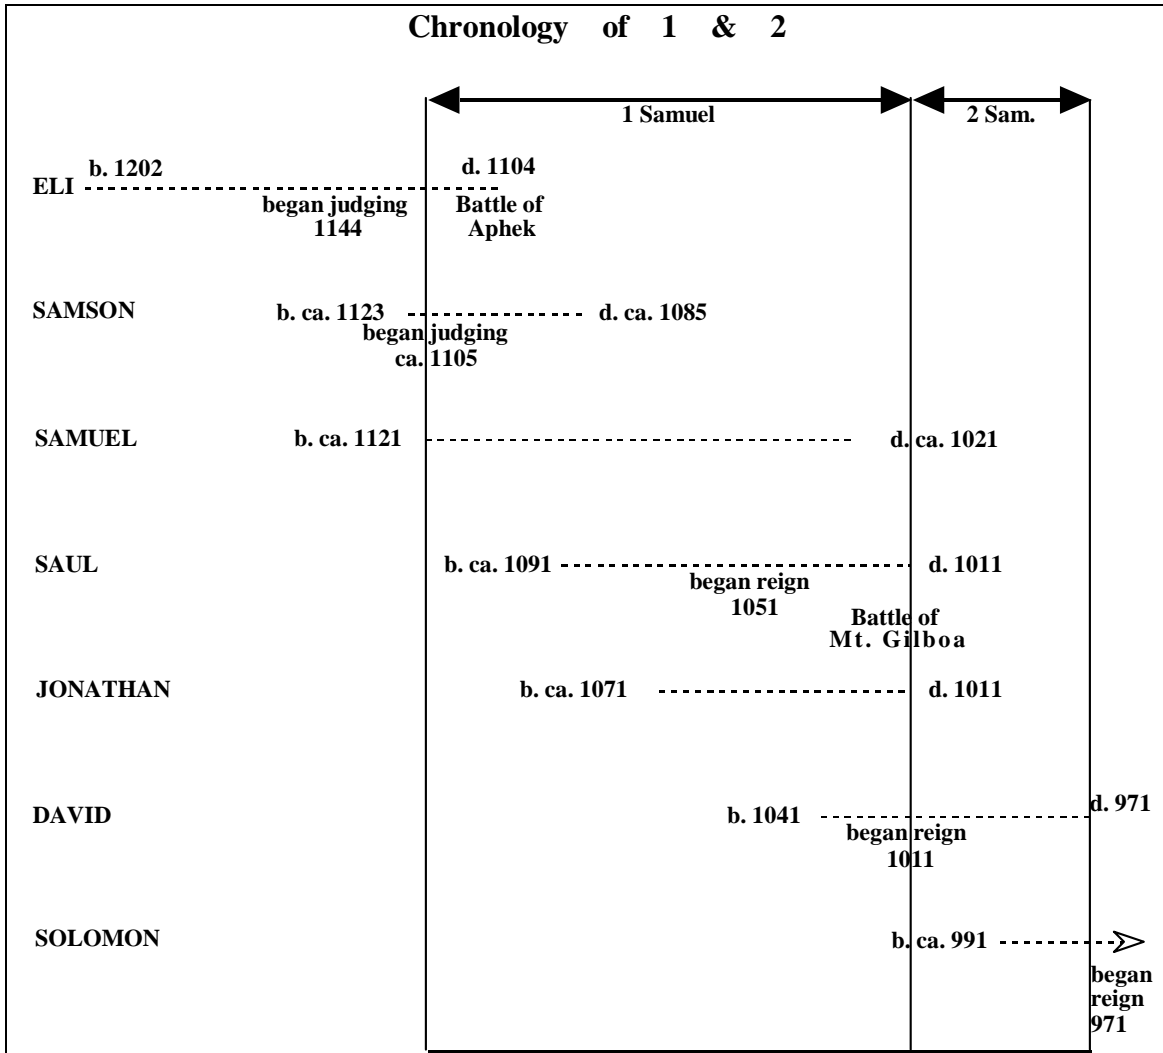 Chronology of 1 & 2
1 Samuel
2 Sam.
ELI
b. 1202
d. 1104
began judging
1144
Battle of
Aphek
SAMSON
b. ca. 1123
d. ca. 1085
began judging
ca. 1105
SAMUEL
b. ca. 1121
d. ca. 1021
SAUL
b. ca. 1091
d. 1011
began reign
1051
Battle of
Mt. Gilboa
JONATHAN
b. ca. 1071
d. 1011
DAVID
b. 1041
d. 971
began reign
1011
SOLOMON
b. ca. 991
began
reign
971